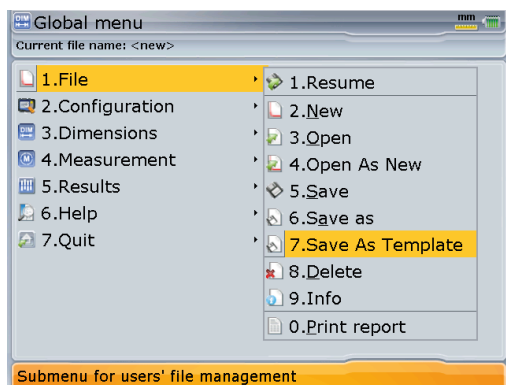 Global menu
mm
Current file name: <new>
1.File
2.Configuration
3.Dimensions
4.Measurement
5.Results
6.Help
7.Quit
1.Resume
2.New
3.Open
4.Open As New
5.Save
6.Save as
7.Save As Template
8.Delete
9.Info
0.Print report
Submenu for users' file management